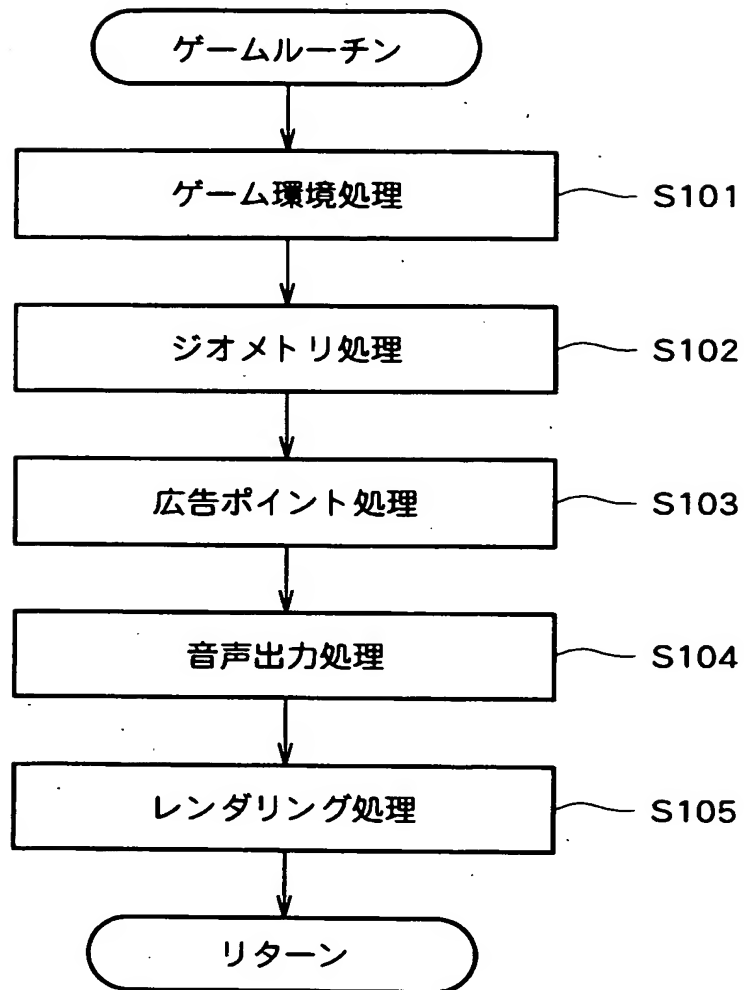 ゲームルーチン
ゲーム環境処理
S101
ジオメトリ処理
S102
広告ポイント処理
S103
音声出力処理
S104
レンダリング処理
S105
リターン